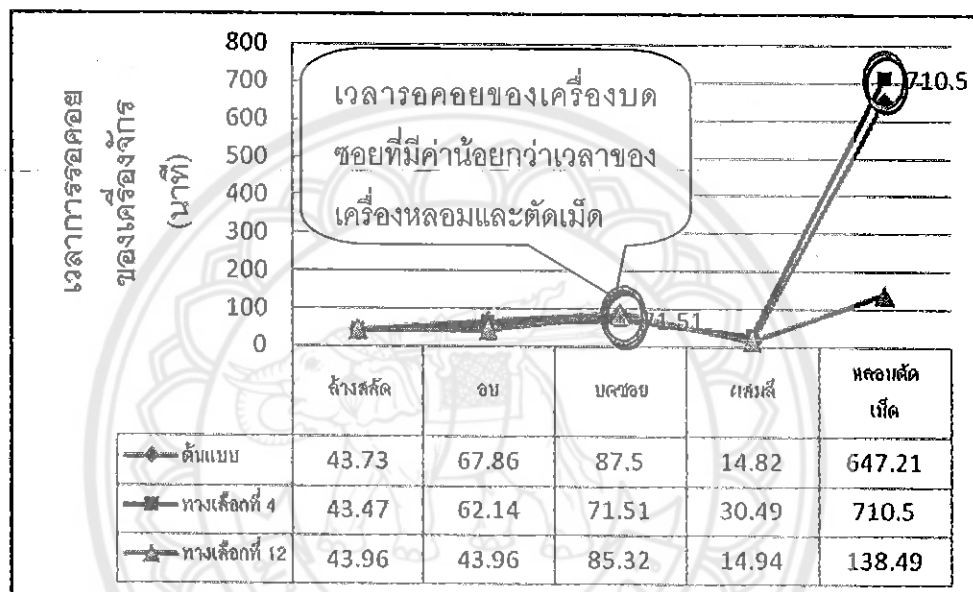 เวลาการรอคอย
ของเครื่องจักร
(นาที)
800
700
600
500
400
300
200
100
0
เวลารอคอยของเครื่องบด
ซอยที่มีค่าน้อยกว่าเวลาของ
เครื่องหลอมและตัดเม็ด
710.5
71.51
ล้างสลัด อบ บดซอย ผสมสี หลอมตัด
เม็ด
ต้นแบบ 43.73 67.86 87.5 14.82 647.21
ทางเลือกที่ 4 43.47 62.14 71.51 30.49 710.5
ทางเลือกที่ 12 43.96 43.96 85.32 14.94 138.49